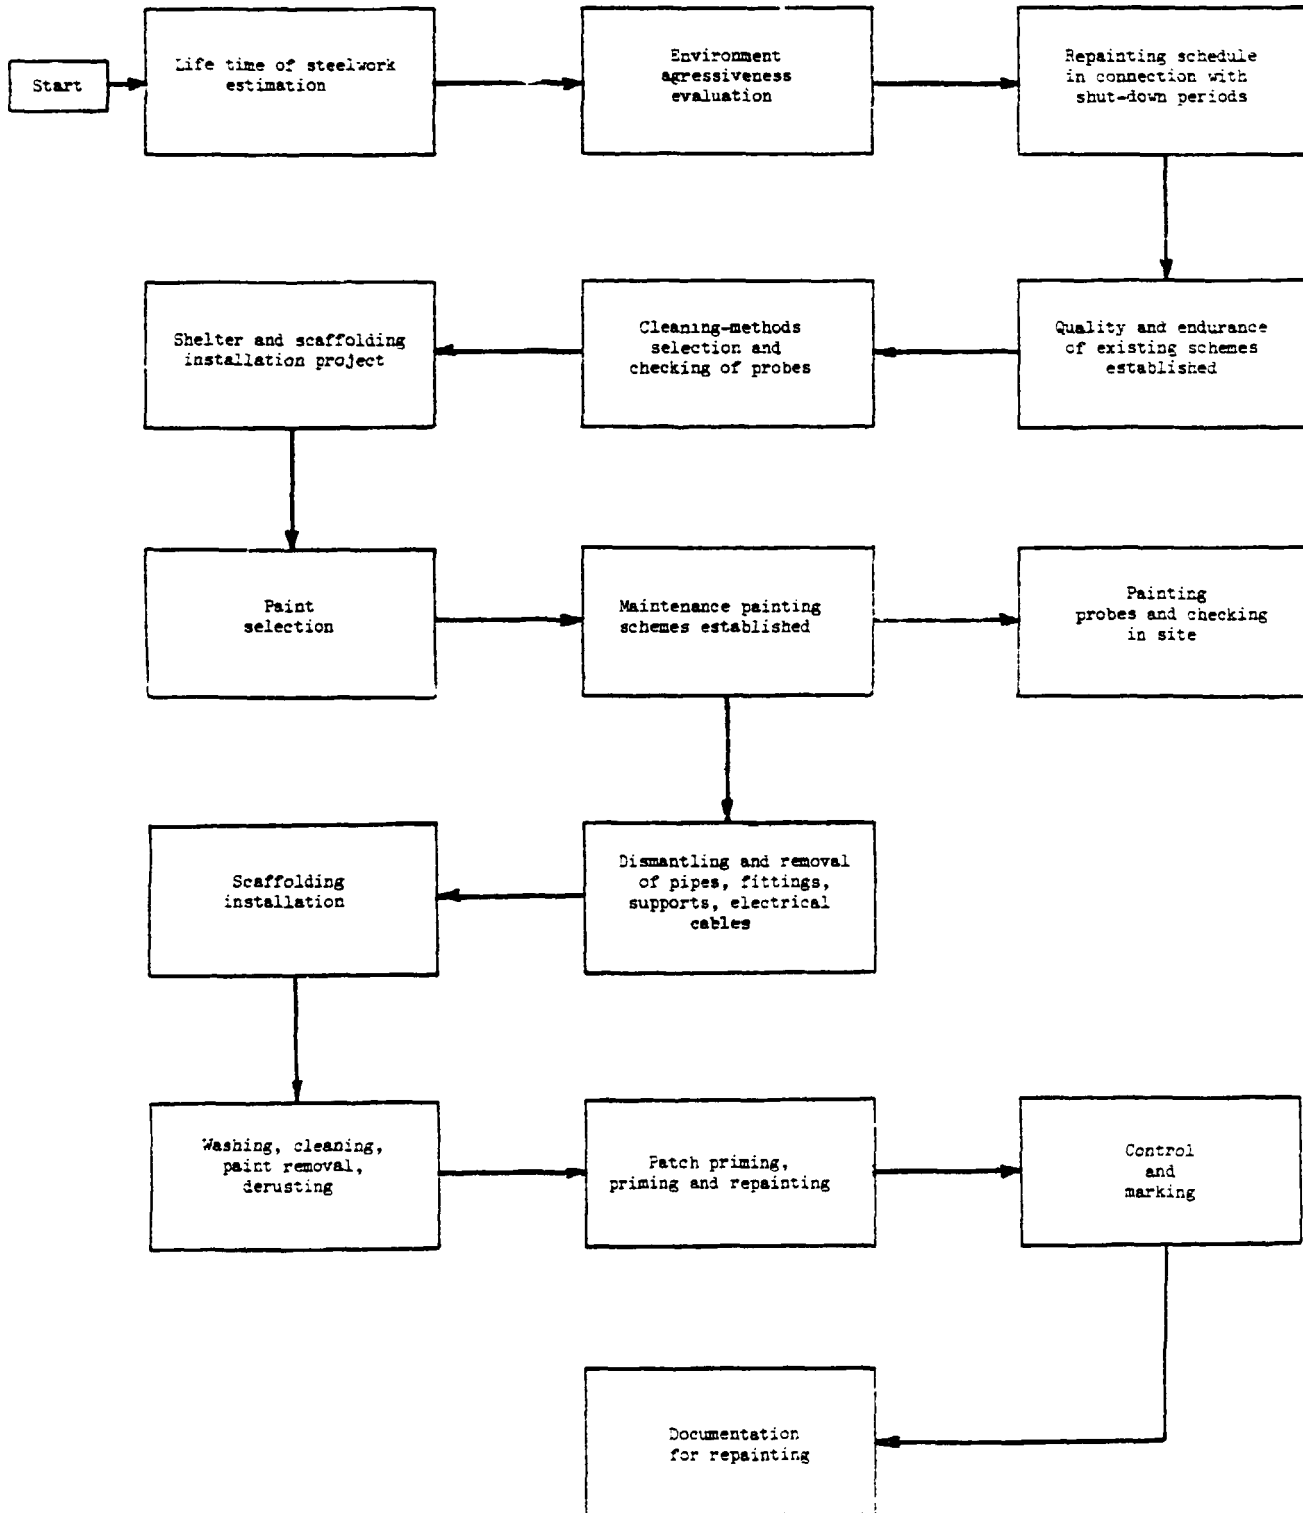 Start
Life time of steelwork
estimation
Environment
agressiveness
evaluation
Repainting schedule
in connection with
shut-down periods
Shelter and scaffolding
installation project
Cleaning-methods
selection and
checking of probes
Quality and endurance
of existing schemes
established
Paint
selection
Maintenance painting
schemes established
Painting
probes and checking
in site
Scaffolding
installation
Dismantling and removal
of pipes, fittings,
supports, electrical
cables
Washing, cleaning,
paint removal,
derusting
Patch priming,
priming and repainting
Control
and
marking
Documentation
for repainting